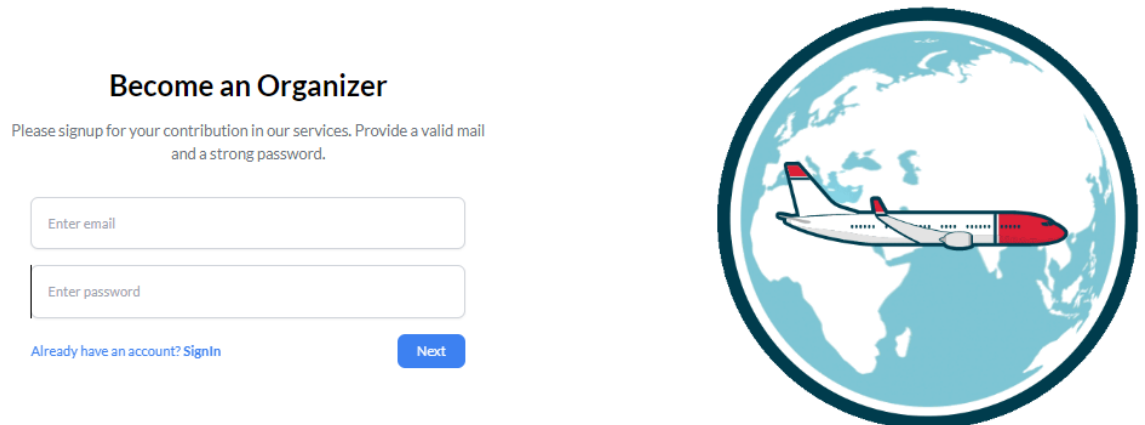 Become an Organizer
Please signup for your contribution in our services. Provide a valid mail
and a strong password.
Enter email
Enter password
Already have an account? SignIn
Next